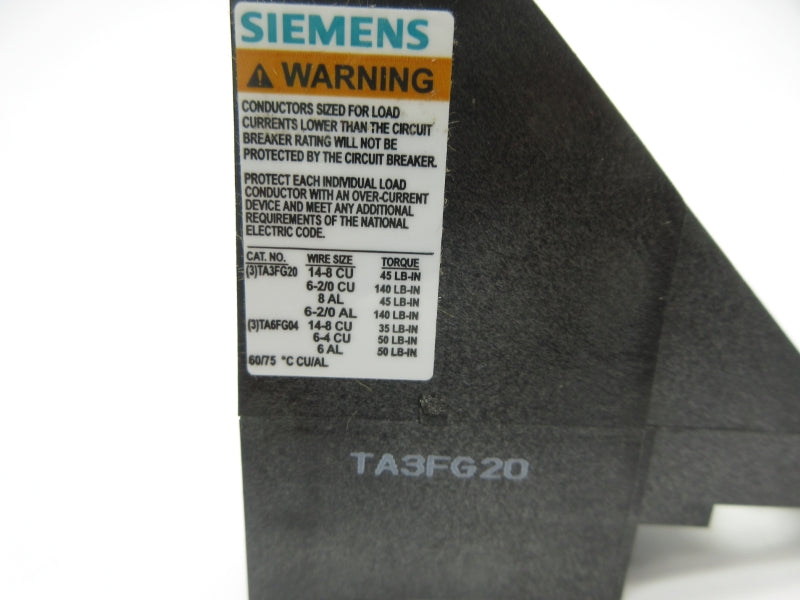 SIEMENS
WARNING
CONDUCTORS SIZED FOR LOAD
CURRENTS LOWER THAN THE CIRCUIT
BREAKER RATING WILL NOT BE
PROTECTED BY THE CIRCUIT BREAKER.
PROTECT EACH INDIVIDUAL LOAD
CONDUCTOR WITH AN OVER-CURRENT
DEVICE AND MEET ANY ADDITIONAL
REQUIREMENTS OF THE NATIONAL
ELECTRIC CODE.
CAT. NO. WIRE SIZE TORQUE
(3)TA3FG20 14-8 CU 45 LB-IN
6-2/0 CU 140 LB-IN
8 AL 45 LB-IN
6-2/0 AL 140 LB-IN
(3)TA6FG04 14-8 CU 35 LB-IN
6-4 CU 50 LB-IN
6 AL 50 LB-IN
60/75 °C CU/AL
TA3FG20